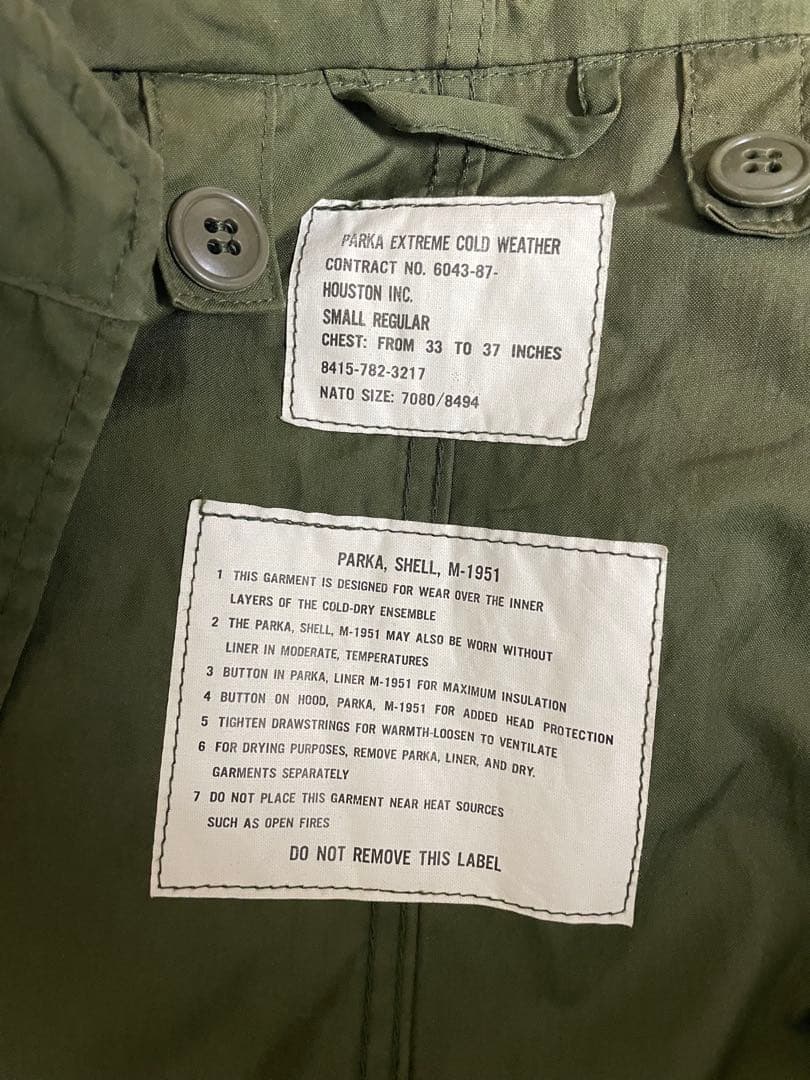 PARKA EXTREME COLD WEATHER
CONTRACT NO. 6043-87-
HOUSTON INC.
SMALL REGULAR
CHEST: FROM 33 TO 37 INCHES
8415-782-3217
NATO SIZE: 7080/8494
PARKA, SHELL, M-1951
1 THIS GARMENT IS DESIGNED FOR WEAR OVER THE INNER
LAYERS OF THE COLD-DRY ENSEMBLE
2 THE PARKA, SHELL, M-1951 MAY ALSO BE WORN WITHOUT
LINER IN MODERATE, TEMPERATURES
3 BUTTON IN PARKA, LINER M-1951 FOR MAXIMUM INSULATION
4 BUTTON ON HOOD, PARKA, M-1951 FOR ADDED HEAD PROTECTION
5 TIGHTEN DRAWSTRINGS FOR WARMTH-LOOSEN TO VENTILATE
6 FOR DRYING PURPOSES, REMOVE PARKA, LINER, AND DRY.
GARMENTS SEPARATELY
7 DO NOT PLACE THIS GARMENT NEAR HEAT SOURCES
SUCH AS OPEN FIRES
DO NOT REMOVE THIS LABEL